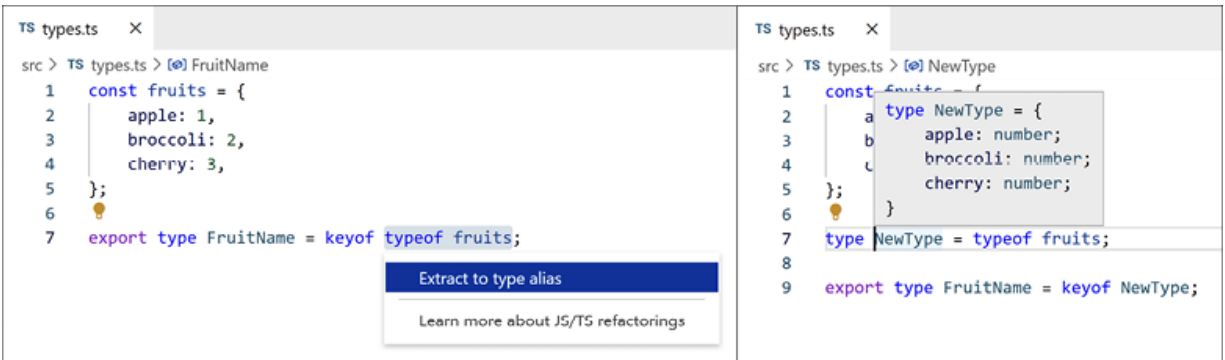 TS types.ts ×
src > TS types.ts > FruitName
1 const fruits = {
2 apple: 1,
3 broccoli: 2,
4 cherry: 3,
5 };
6
7 export type FruitName = keyof typeof fruits;
Extract to type alias
Learn more about JS/TS refactorings
TS types.ts ×
src > TS types.ts > NewType
1 const fruits = {
2 a
3 b
4 c
5 };
6
type NewType = {
apple: number;
broccoli: number;
cherry: number;
}
7 type NewType = typeof fruits;
8
9 export type FruitName = keyof NewType;